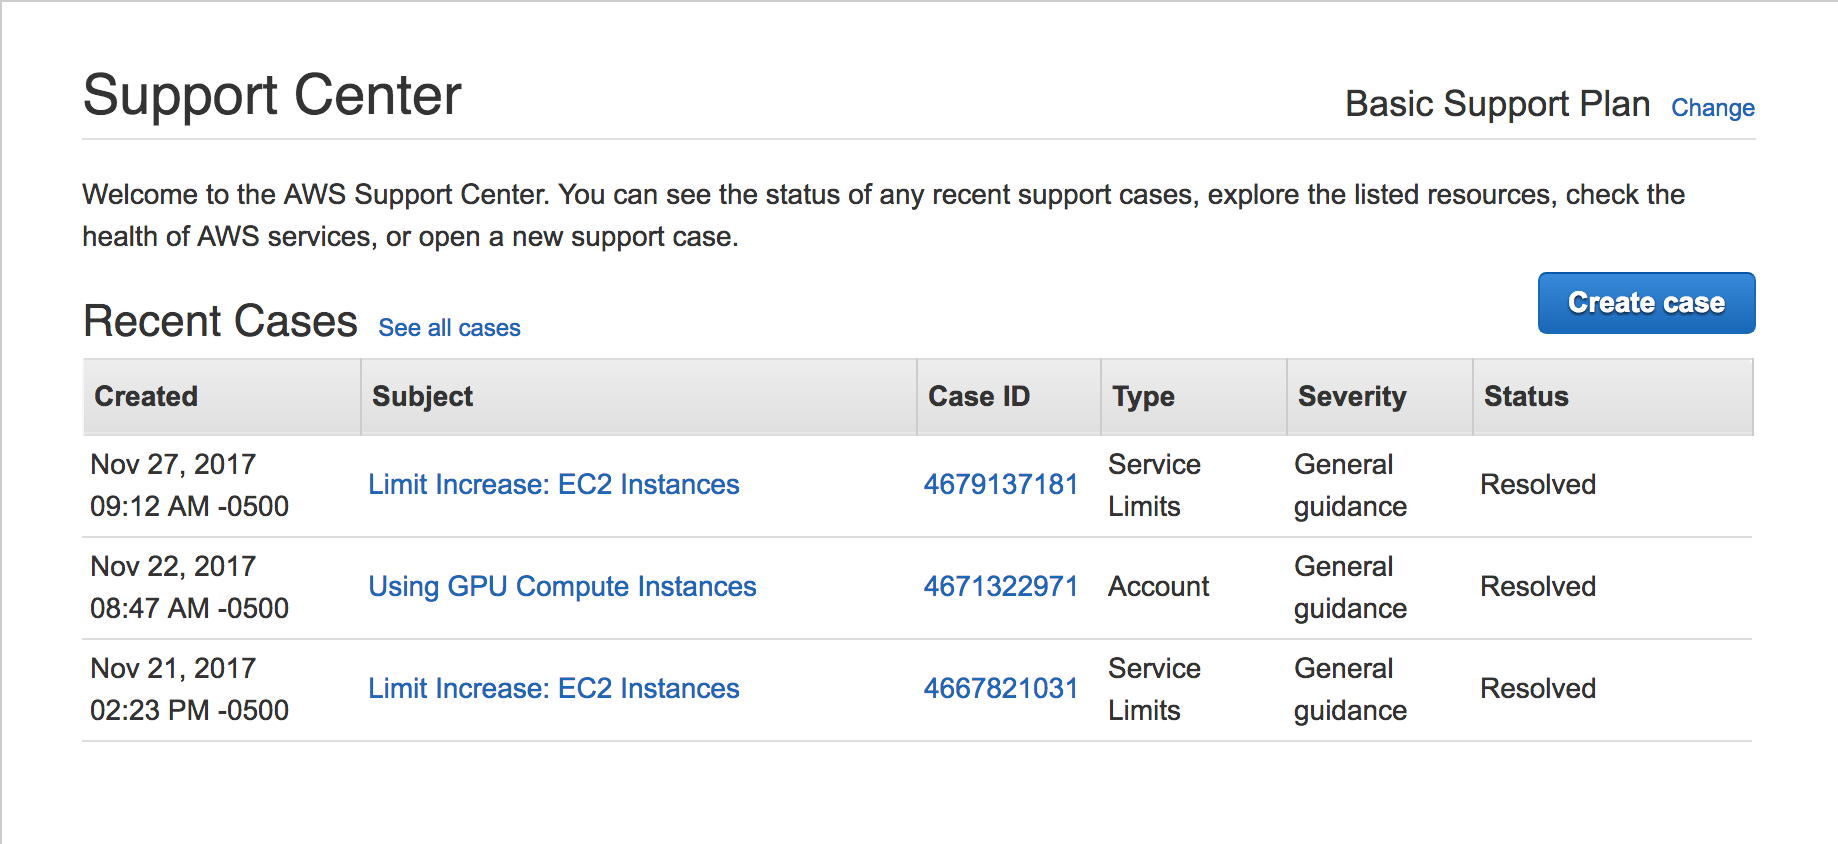 Support Center
Basic Support Plan Change
Welcome to the AWS Support Center. You can see the status of any recent support cases, explore the listed resources, check the
health of AWS services, or open a new support case.
Create case
Recent Cases See all cases
Created Subject Case ID Type Severity Status
Nov 27, 2017
09:12 AM -0500
Limit Increase: EC2 Instances
4679137181
Service
Limits
General
guidance
Resolved
Nov 22, 2017
08:47 AM -0500
Using GPU Compute Instances
4671322971
Account
General
guidance
Resolved
Nov 21, 2017
02:23 PM -0500
Limit Increase: EC2 Instances
4667821031
Service
Limits
General
guidance
Resolved